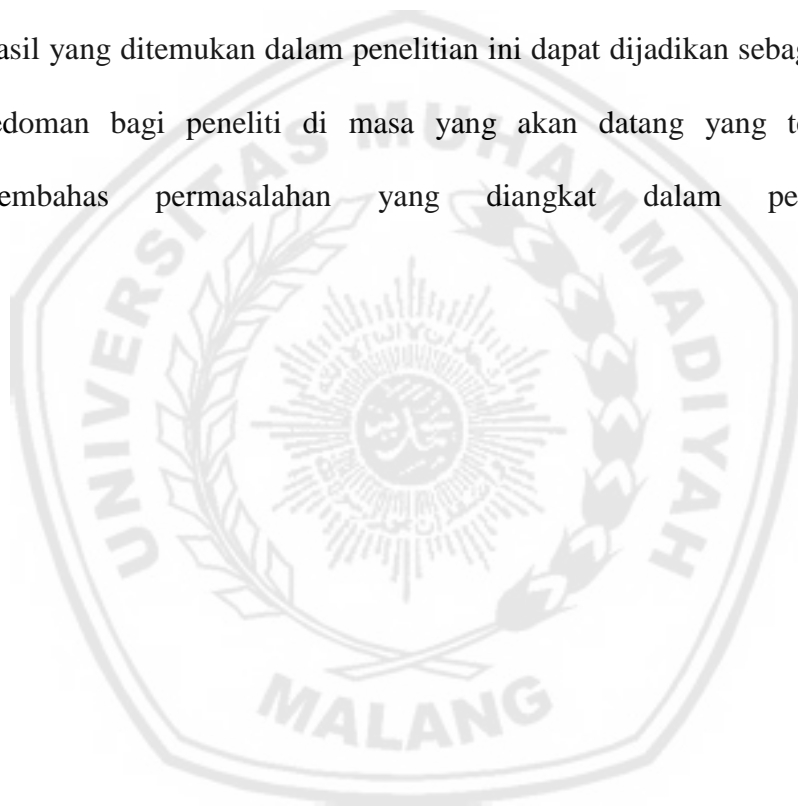 asil yang ditemukan dalam penelitian ini dapat dijadikan sebag
edoman bagi peneliti di masa yang akan datang yang te
embahas permasalahan yang diangkat dalam pe
UNIVERSITAS MUHAMMADIYAH
MALANG